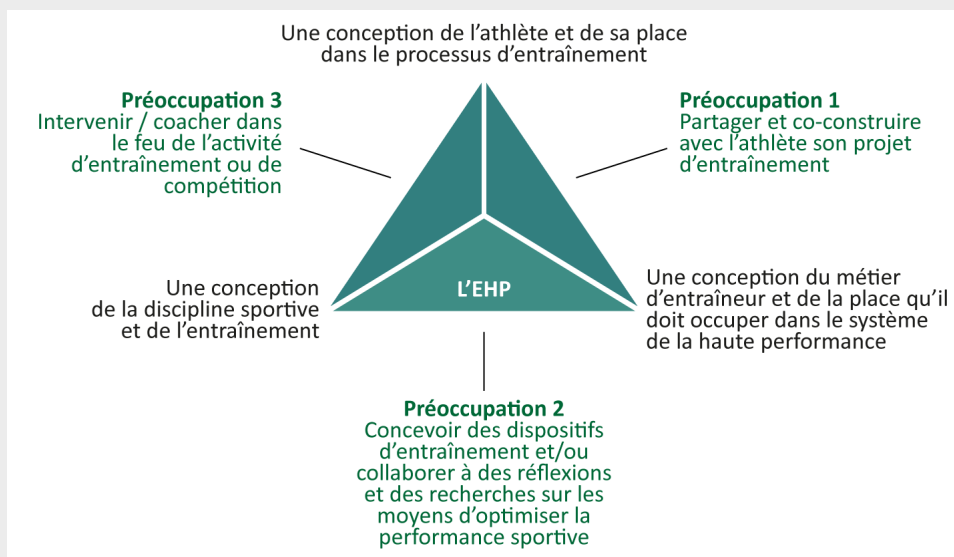 Une conception de l’athlète et de sa place
dans le processus d’entraînement
Préoccupation 3
Intervenir / coacher dans
le feu de l’activité
d’entraînement ou de
compétition
Préoccupation 1
Partager et co-construire
avec l’athlète son projet
d’entraînement
Une conception
de la discipline sportive
et de l’entraînement
L’EHP
Une conception du métier
d’entraîneur et de la place qu’il
doit occuper dans le système
de la haute performance
Préoccupation 2
Concevoir des dispositifs
d’entraînement et/ou
collaborer à des réflexions
et des recherches sur les
moyens d’optimiser la
performance sportive